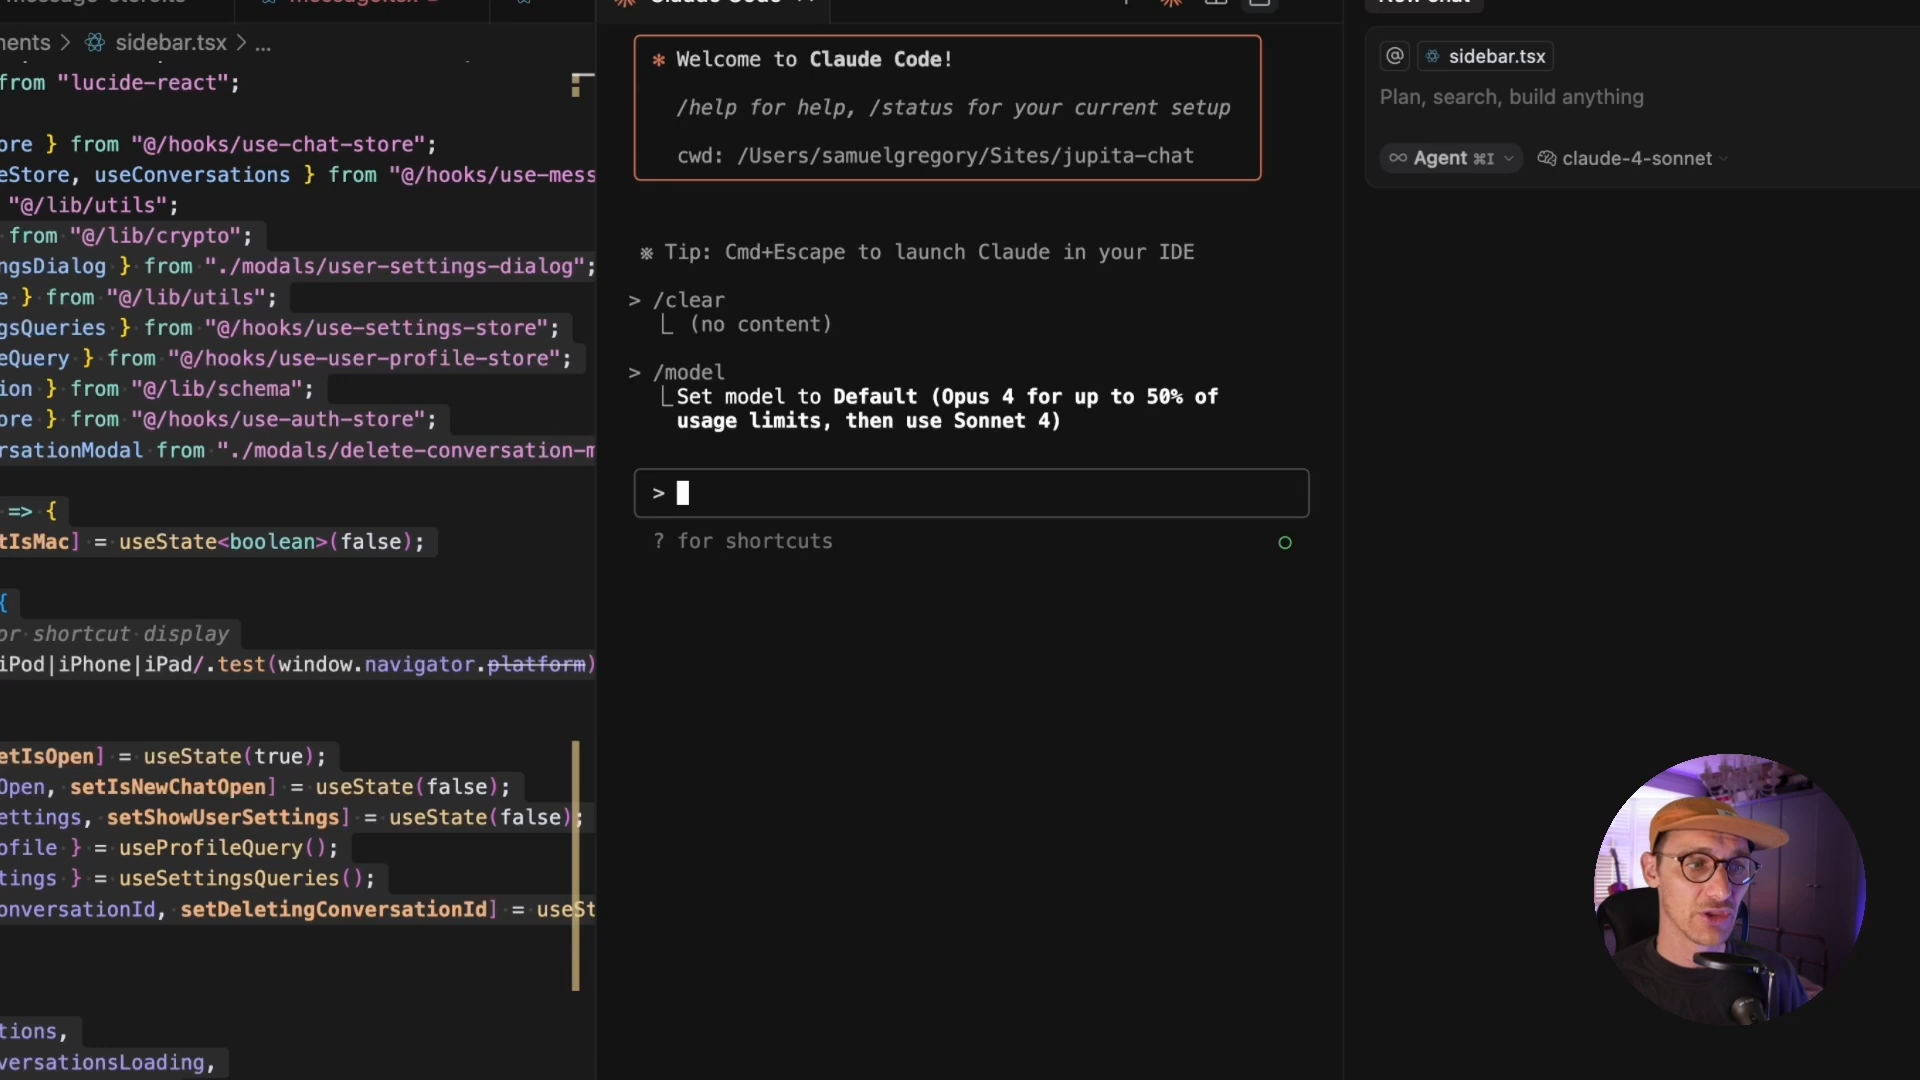 ments > sidebar.tsx > ...
from "lucide-react";
ore } from "@/hooks/use-chat-store";
eStore, useConversations } from "@/hooks/use-mess
"@/lib/utils";
from "@/lib/crypto";
ngsDialog } from "./modals/user-settings-dialog";
e } from "@/lib/utils";
gsQueries } from "@/hooks/use-settings-store";
eQuery } from "@/hooks/use-user-profile-store";
ion } from "@/lib/schema";
ore } from "@/hooks/use-auth-store";
rsationModal from "./modals/delete-conversation-m
=> {
tIsMac] = useState<boolean>(false);
{
or shortcut display
iPod|iPhone|iPad/.test(window.navigator.platform)
etIsOpen] = useState(true);
Open, setIsNewChatOpen] = useState(false);
ettings, setShowUserSettings] = useState(false);
ofile } = useProfileQuery();
tings } = useSettingsQueries();
onversationId, setDeletingConversationId] = useSt
tions,
versationsLoading,
Claude Code
* Welcome to Claude Code!
/help for help, /status for your current setup
cwd: /Users/samuelgregory/Sites/jupita-chat
※ Tip: Cmd+Escape to launch Claude in your IDE
> /clear
⎿ (no content)
> /model
⎿ Set model to Default (Opus 4 for up to 50% of
usage limits, then use Sonnet 4)
>
? for shortcuts
New Chat
@ sidebar.tsx
Plan, search, build anything
∞ Agent ⌘I claude-4-sonnet